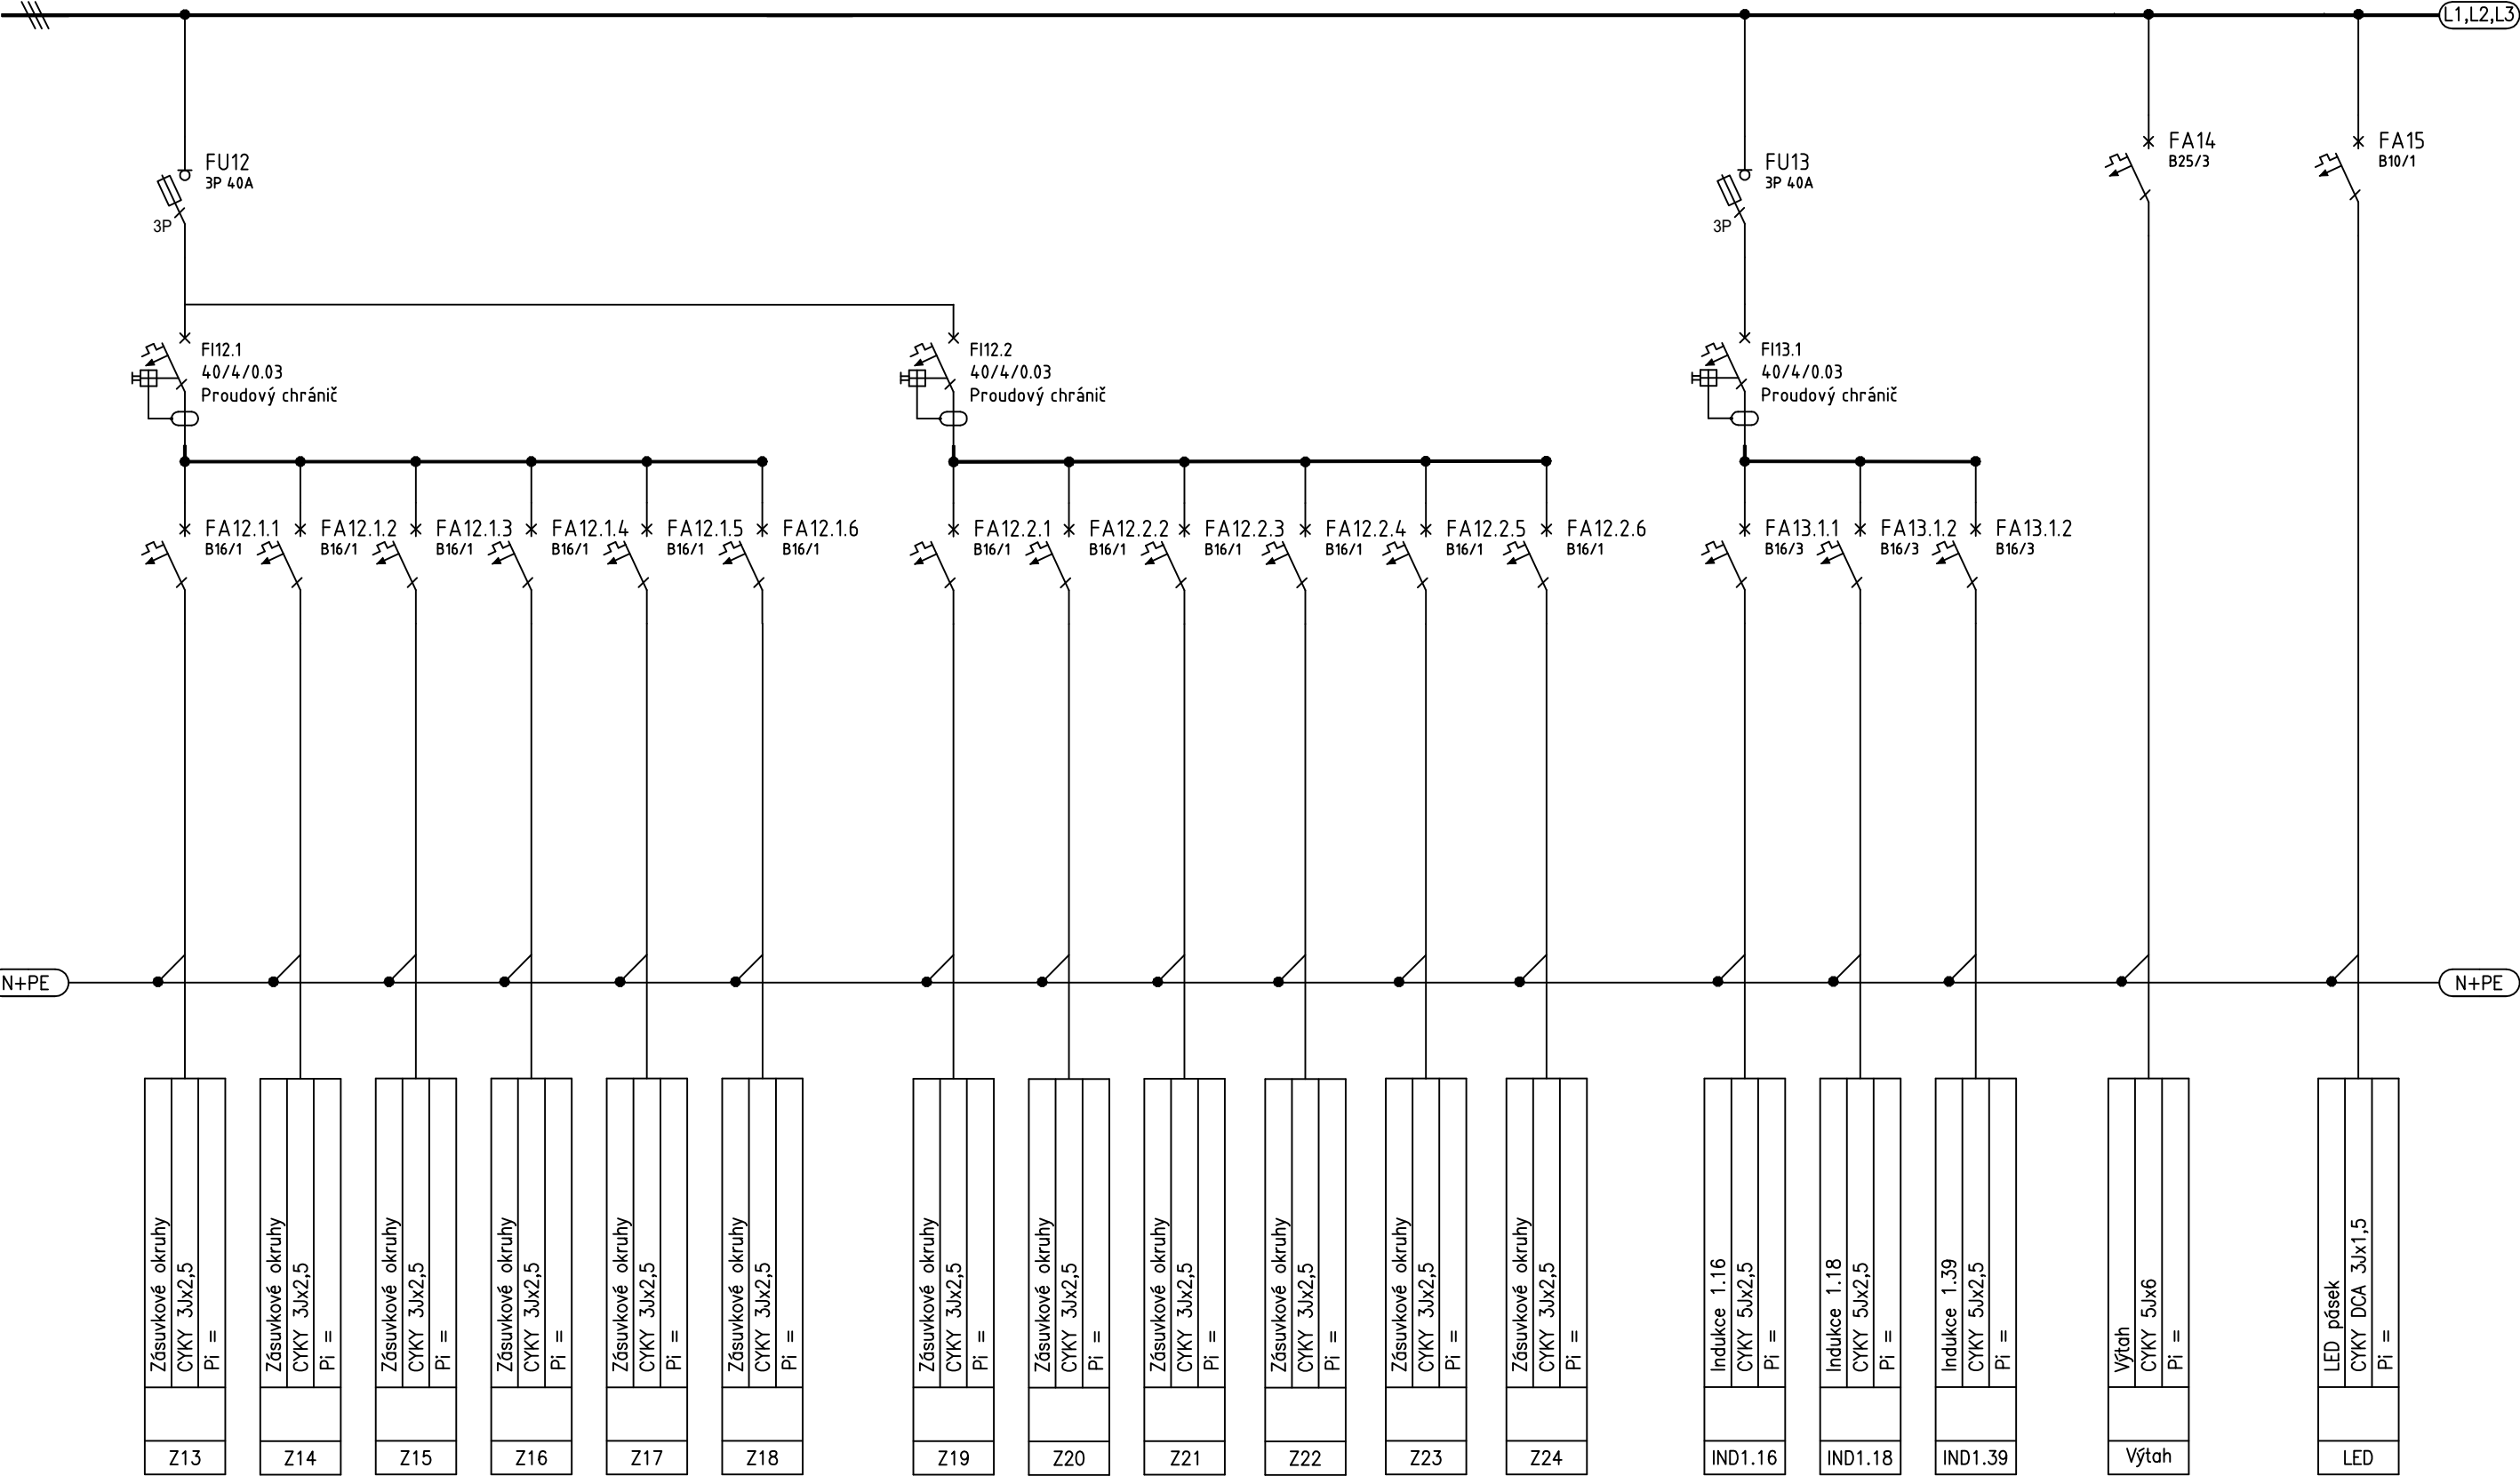 L1,L2,L3
FU12
3P 40A
3P
FU13
3P 40A
3P
FA14
B25/3
FA15
B10/1
FI12.1
40/4/0.03
Proudový chránič
FI12.2
40/4/0.03
Proudový chránič
FI13.1
40/4/0.03
Proudový chránič
FA12.1.1
B16/1
FA12.1.2
B16/1
FA12.1.3
B16/1
FA12.1.4
B16/1
FA12.1.5
B16/1
FA12.1.6
B16/1
FA12.2.1
B16/1
FA12.2.2
B16/1
FA12.2.3
B16/1
FA12.2.4
B16/1
FA12.2.5
B16/1
FA12.2.6
B16/1
FA13.1.1
B16/3
FA13.1.2
B16/3
FA13.1.2
B16/3
N+PE
N+PE
Zásuvkové okruhy
CYKY 3Jx2,5
Pi =
Z13
Zásuvkové okruhy
CYKY 3Jx2,5
Pi =
Z14
Zásuvkové okruhy
CYKY 3Jx2,5
Pi =
Z15
Zásuvkové okruhy
CYKY 3Jx2,5
Pi =
Z16
Zásuvkové okruhy
CYKY 3Jx2,5
Pi =
Z17
Zásuvkové okruhy
CYKY 3Jx2,5
Pi =
Z18
Zásuvkové okruhy
CYKY 3Jx2,5
Pi =
Z19
Zásuvkové okruhy
CYKY 3Jx2,5
Pi =
Z20
Zásuvkové okruhy
CYKY 3Jx2,5
Pi =
Z21
Zásuvkové okruhy
CYKY 3Jx2,5
Pi =
Z22
Zásuvkové okruhy
CYKY 3Jx2,5
Pi =
Z23
Zásuvkové okruhy
CYKY 3Jx2,5
Pi =
Z24
Indukce 1.16
CYKY 5Jx2,5
Pi =
IND1.16
Indukce 1.18
CYKY 5Jx2,5
Pi =
IND1.18
Indukce 1.39
CYKY 5Jx2,5
Pi =
IND1.39
Výtah
CYKY 5Jx6
Pi =
Výtah
LED pásek
CYKY DCA 3Jx1,5
Pi =
LED